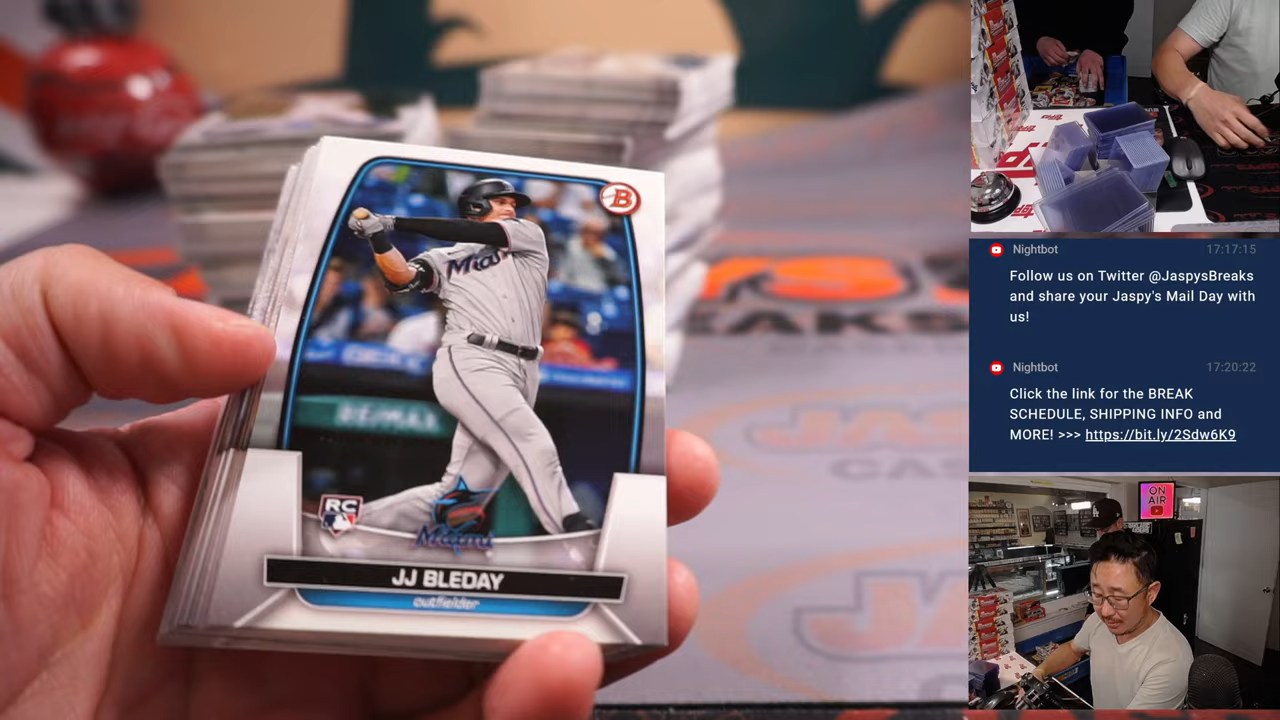 B
Miami
RE/MAX
RC
Miami
JJ BLEDAY
outfielder
Nightbot 17:17:15
Follow us on Twitter @JaspysBreaks
and share your Jaspy's Mail Day with
us!
Nightbot 17:20:22
Click the link for the BREAK
SCHEDULE, SHIPPING INFO and
MORE! >>> https://bit.ly/2Sdw6K9
ON
AIR